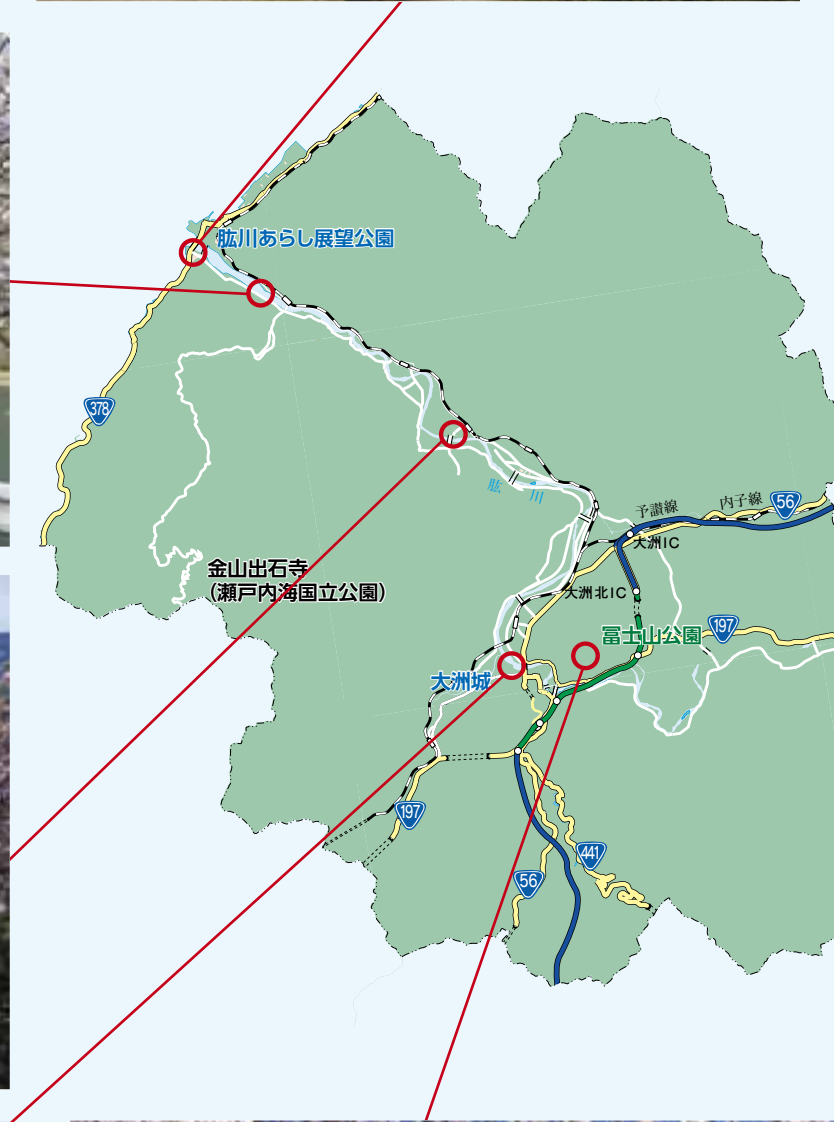 肱川あらし展望公園
378
肱川
予讃線
内子線
56
大洲IC
金山出石寺
(瀬戸内海国立公園)
大洲北IC
冨士山公園
197
大洲城
197
441
56